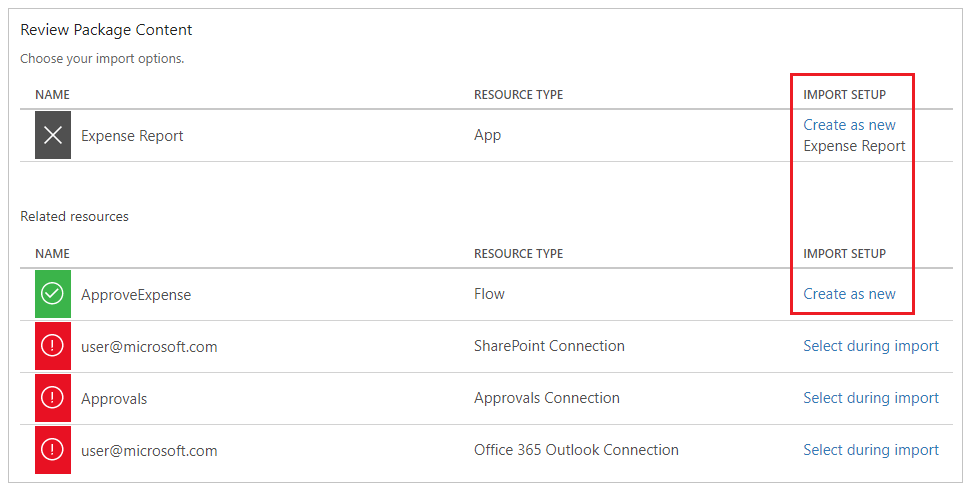 Review Package Content
Choose your import options.
NAME RESOURCE TYPE IMPORT SETUP
Expense Report App Create as new
Expense Report
Related resources
NAME RESOURCE TYPE IMPORT SETUP
ApproveExpense Flow Create as new
user@microsoft.com SharePoint Connection Select during import
Approvals Approvals Connection Select during import
user@microsoft.com Office 365 Outlook Connection Select during import